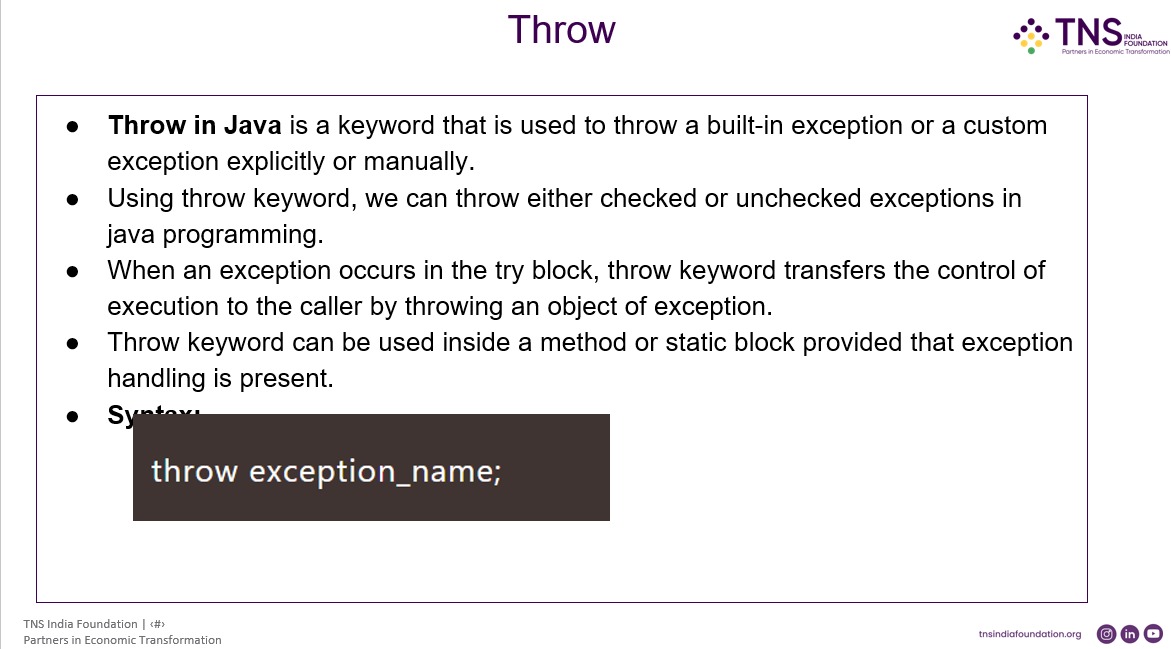 Throw
TNS INDIA
FOUNDATION
Partners in Economic Transformation
● Throw in Java is a keyword that is used to throw a built-in exception or a custom
exception explicitly or manually.
● Using throw keyword, we can throw either checked or unchecked exceptions in
java programming.
● When an exception occurs in the try block, throw keyword transfers the control of
execution to the caller by throwing an object of exception.
● Throw keyword can be used inside a method or static block provided that exception
handling is present.
● Syntax:
throw exception_name;
TNS India Foundation | ‹#›
Partners in Economic Transformation
tnsindiafoundation.org
in